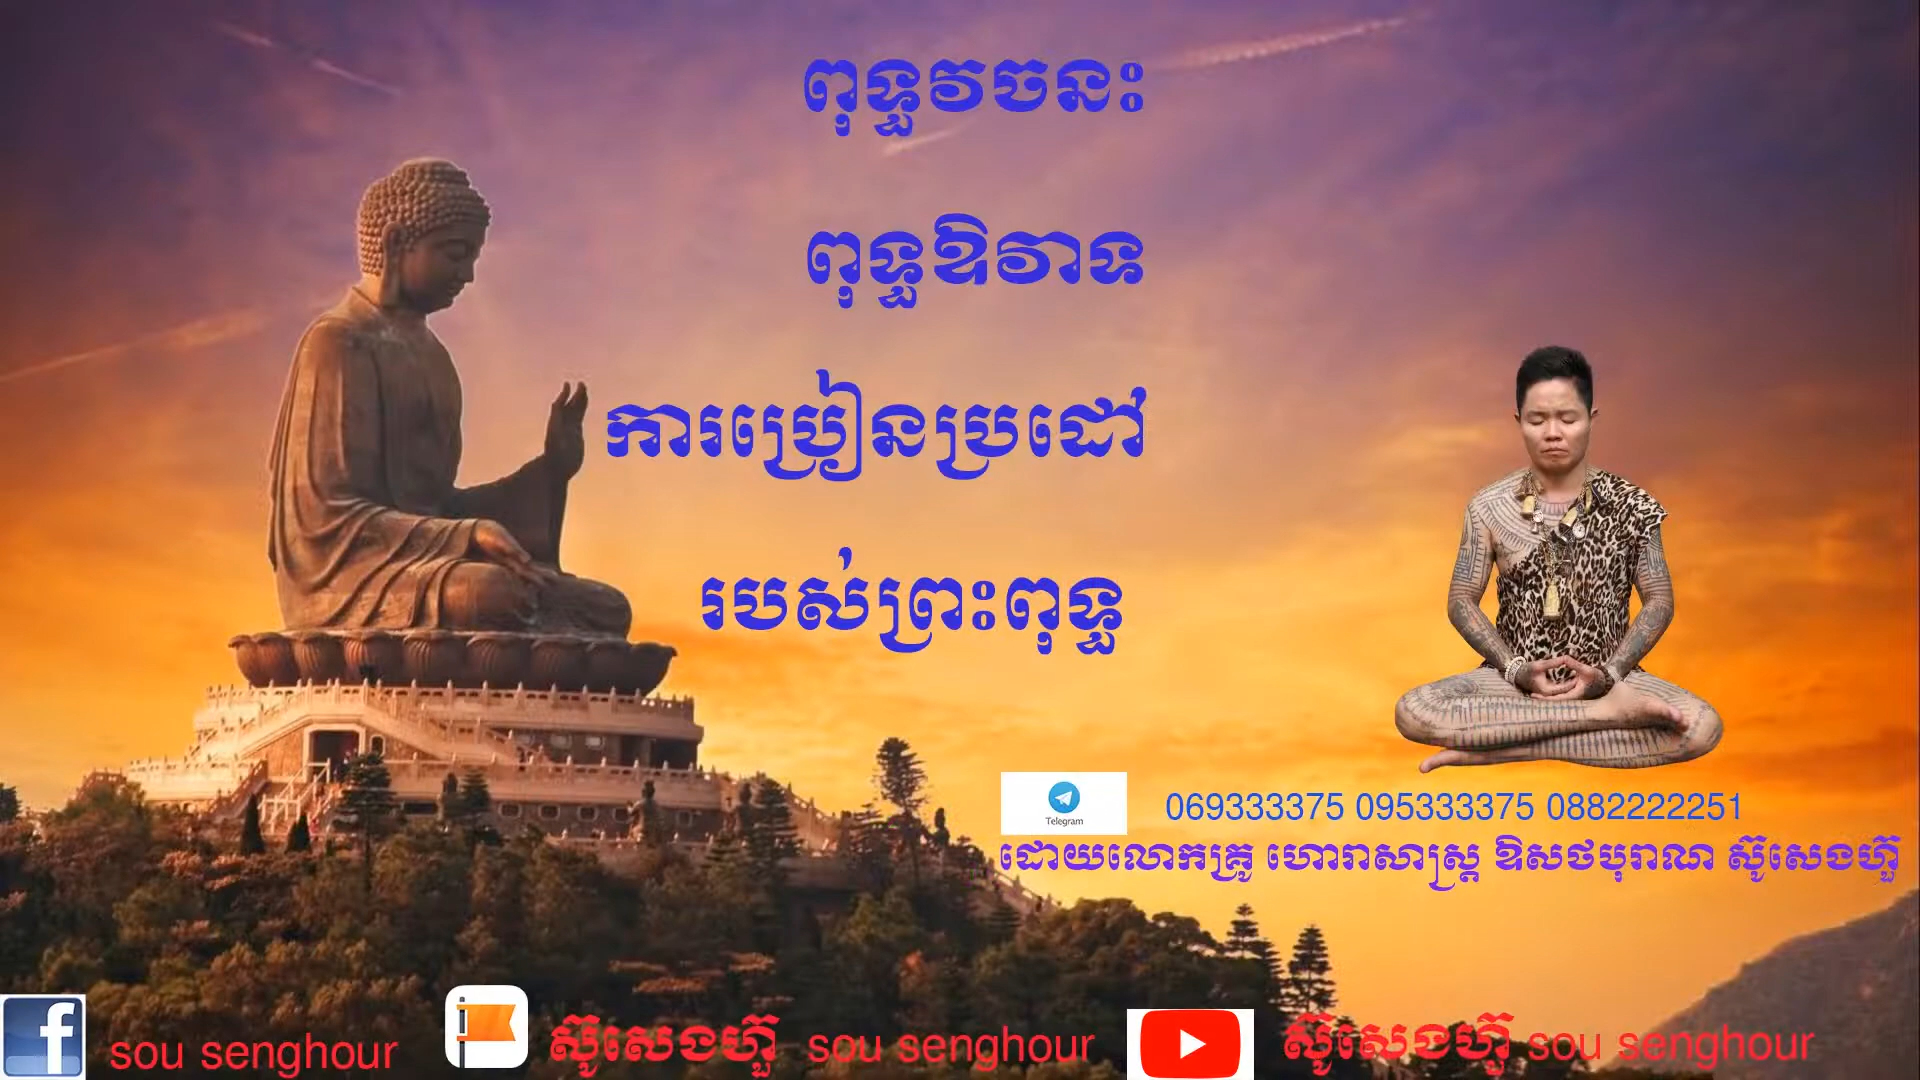 ពុទ្ធវចនះ
ពុទ្ធឱវាទ
ការប្រៀនប្រដៅ
របស់ព្រះពុទ្ធ
Telegram
069333375 095333375 0882222251
ដោយលោកគ្រូ ហោរាសាស្ត្រ ឱសថបុរាណ ស៊ូសេងហ៊ួ
f sou senghour ស៊ូសេងហ៊ួ sou senghour ស៊ូសេងហ៊ួ sou senghour